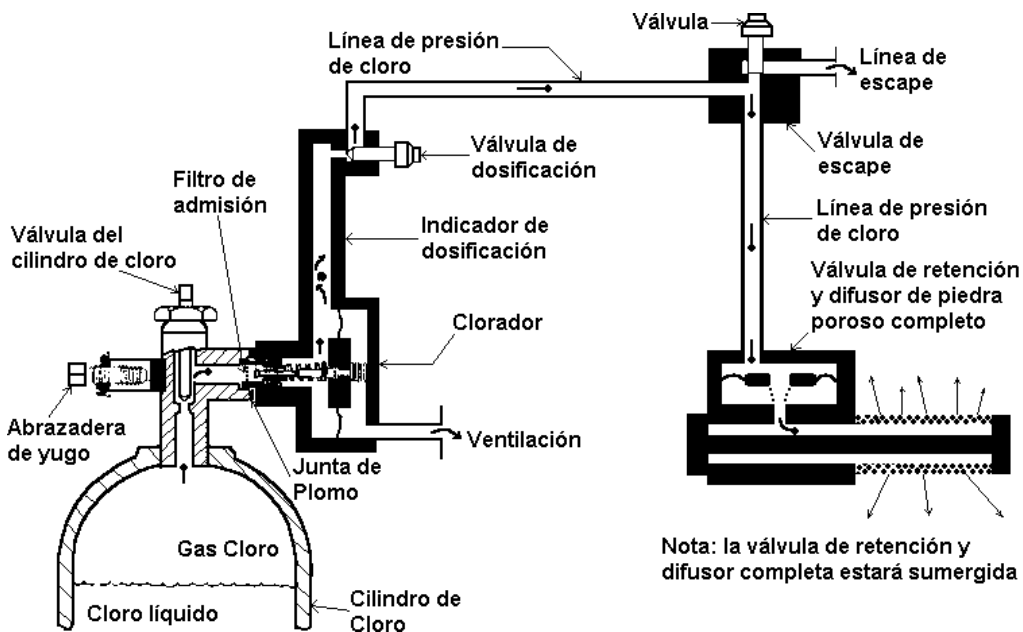 Válvula
Línea de presión
de cloro
Línea de
escape
Válvula de
dosificación
Válvula de
escape
Filtro de
admisión
Indicador de
dosificación
Línea de presión
de cloro
Válvula del
cilindro de cloro
Válvula de retención
y difusor de piedra
poroso completo
Clorador
Abrazadera
de yugo
Ventilación
Junta de
Plomo
Gas Cloro
Nota: la válvula de retención y
difusor completa estará sumergida
Cloro líquido
Cilindro de
Cloro